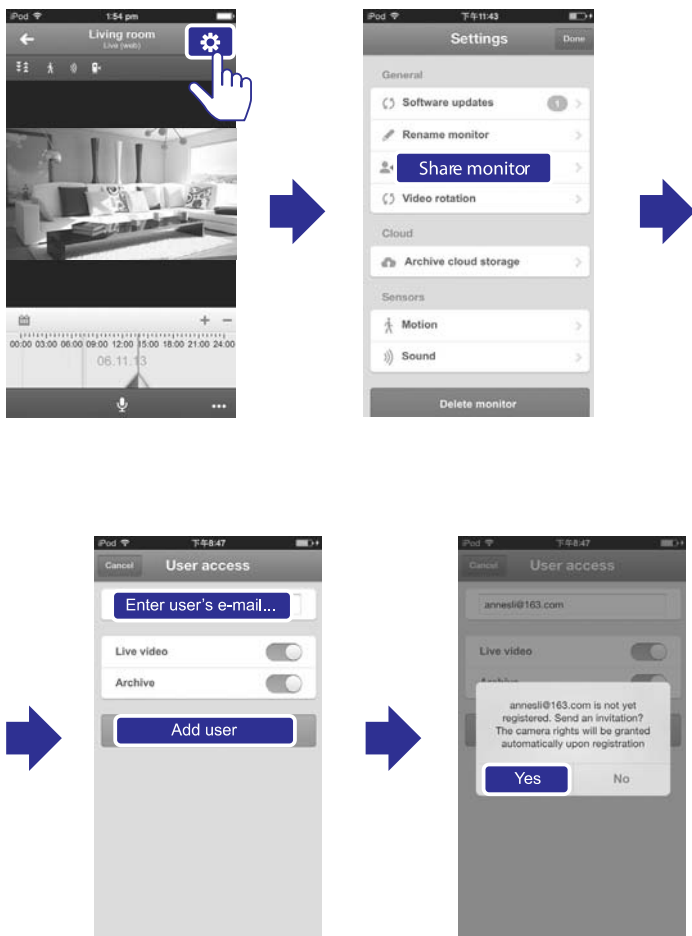 iPod 1:54 pm
Living room
Live (web)
+ −
00:00 03:00 06:00 09:00 12:00 15:00 18:00 21:00 24:00
06.11.13
iPod 下午11:43
Settings Done
General
Software updates 1
Rename monitor
Share monitor
Video rotation
Cloud
Archive cloud storage
Sensors
Motion
Sound
Delete monitor
iPod 下午8:47
Cancel User access
Enter user's e-mail...
Live video
Archive
Add user
iPod 下午8:47
Cancel User access
annesli@163.com
Live video
Archive
annesli@163.com is not yet
registered. Send an invitation?
The camera rights will be granted
automatically upon registration
Yes No